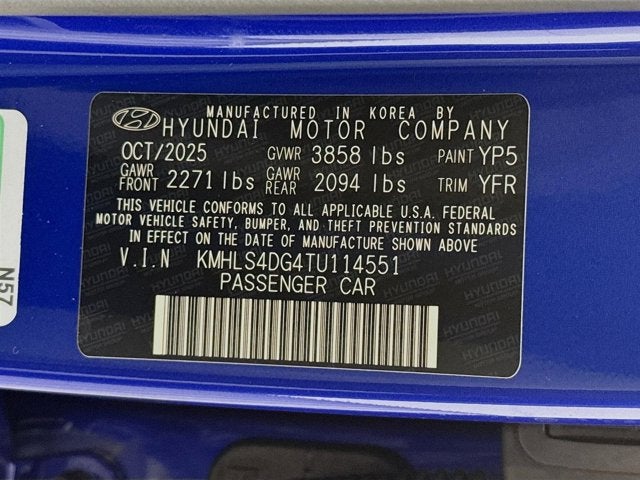 MANUFACTURED IN KOREA BY
HYUNDAI MOTOR COMPANY
OCT/2025 GVWR 3858 lbs PAINT YP5
GAWR FRONT 2271 lbs GAWR REAR 2094 lbs TRIM YFR
THIS VEHICLE CONFORMS TO ALL APPLICABLE U.S.A. FEDERAL
MOTOR VEHICLE SAFETY, BUMPER, AND THEFT PREVENTION STANDARDS
IN EFFECT ON THE DATE OF MANUFACTURE SHOWN ABOVE
V.I.N KMHLS4DG4TU114551
PASSENGER CAR
N57